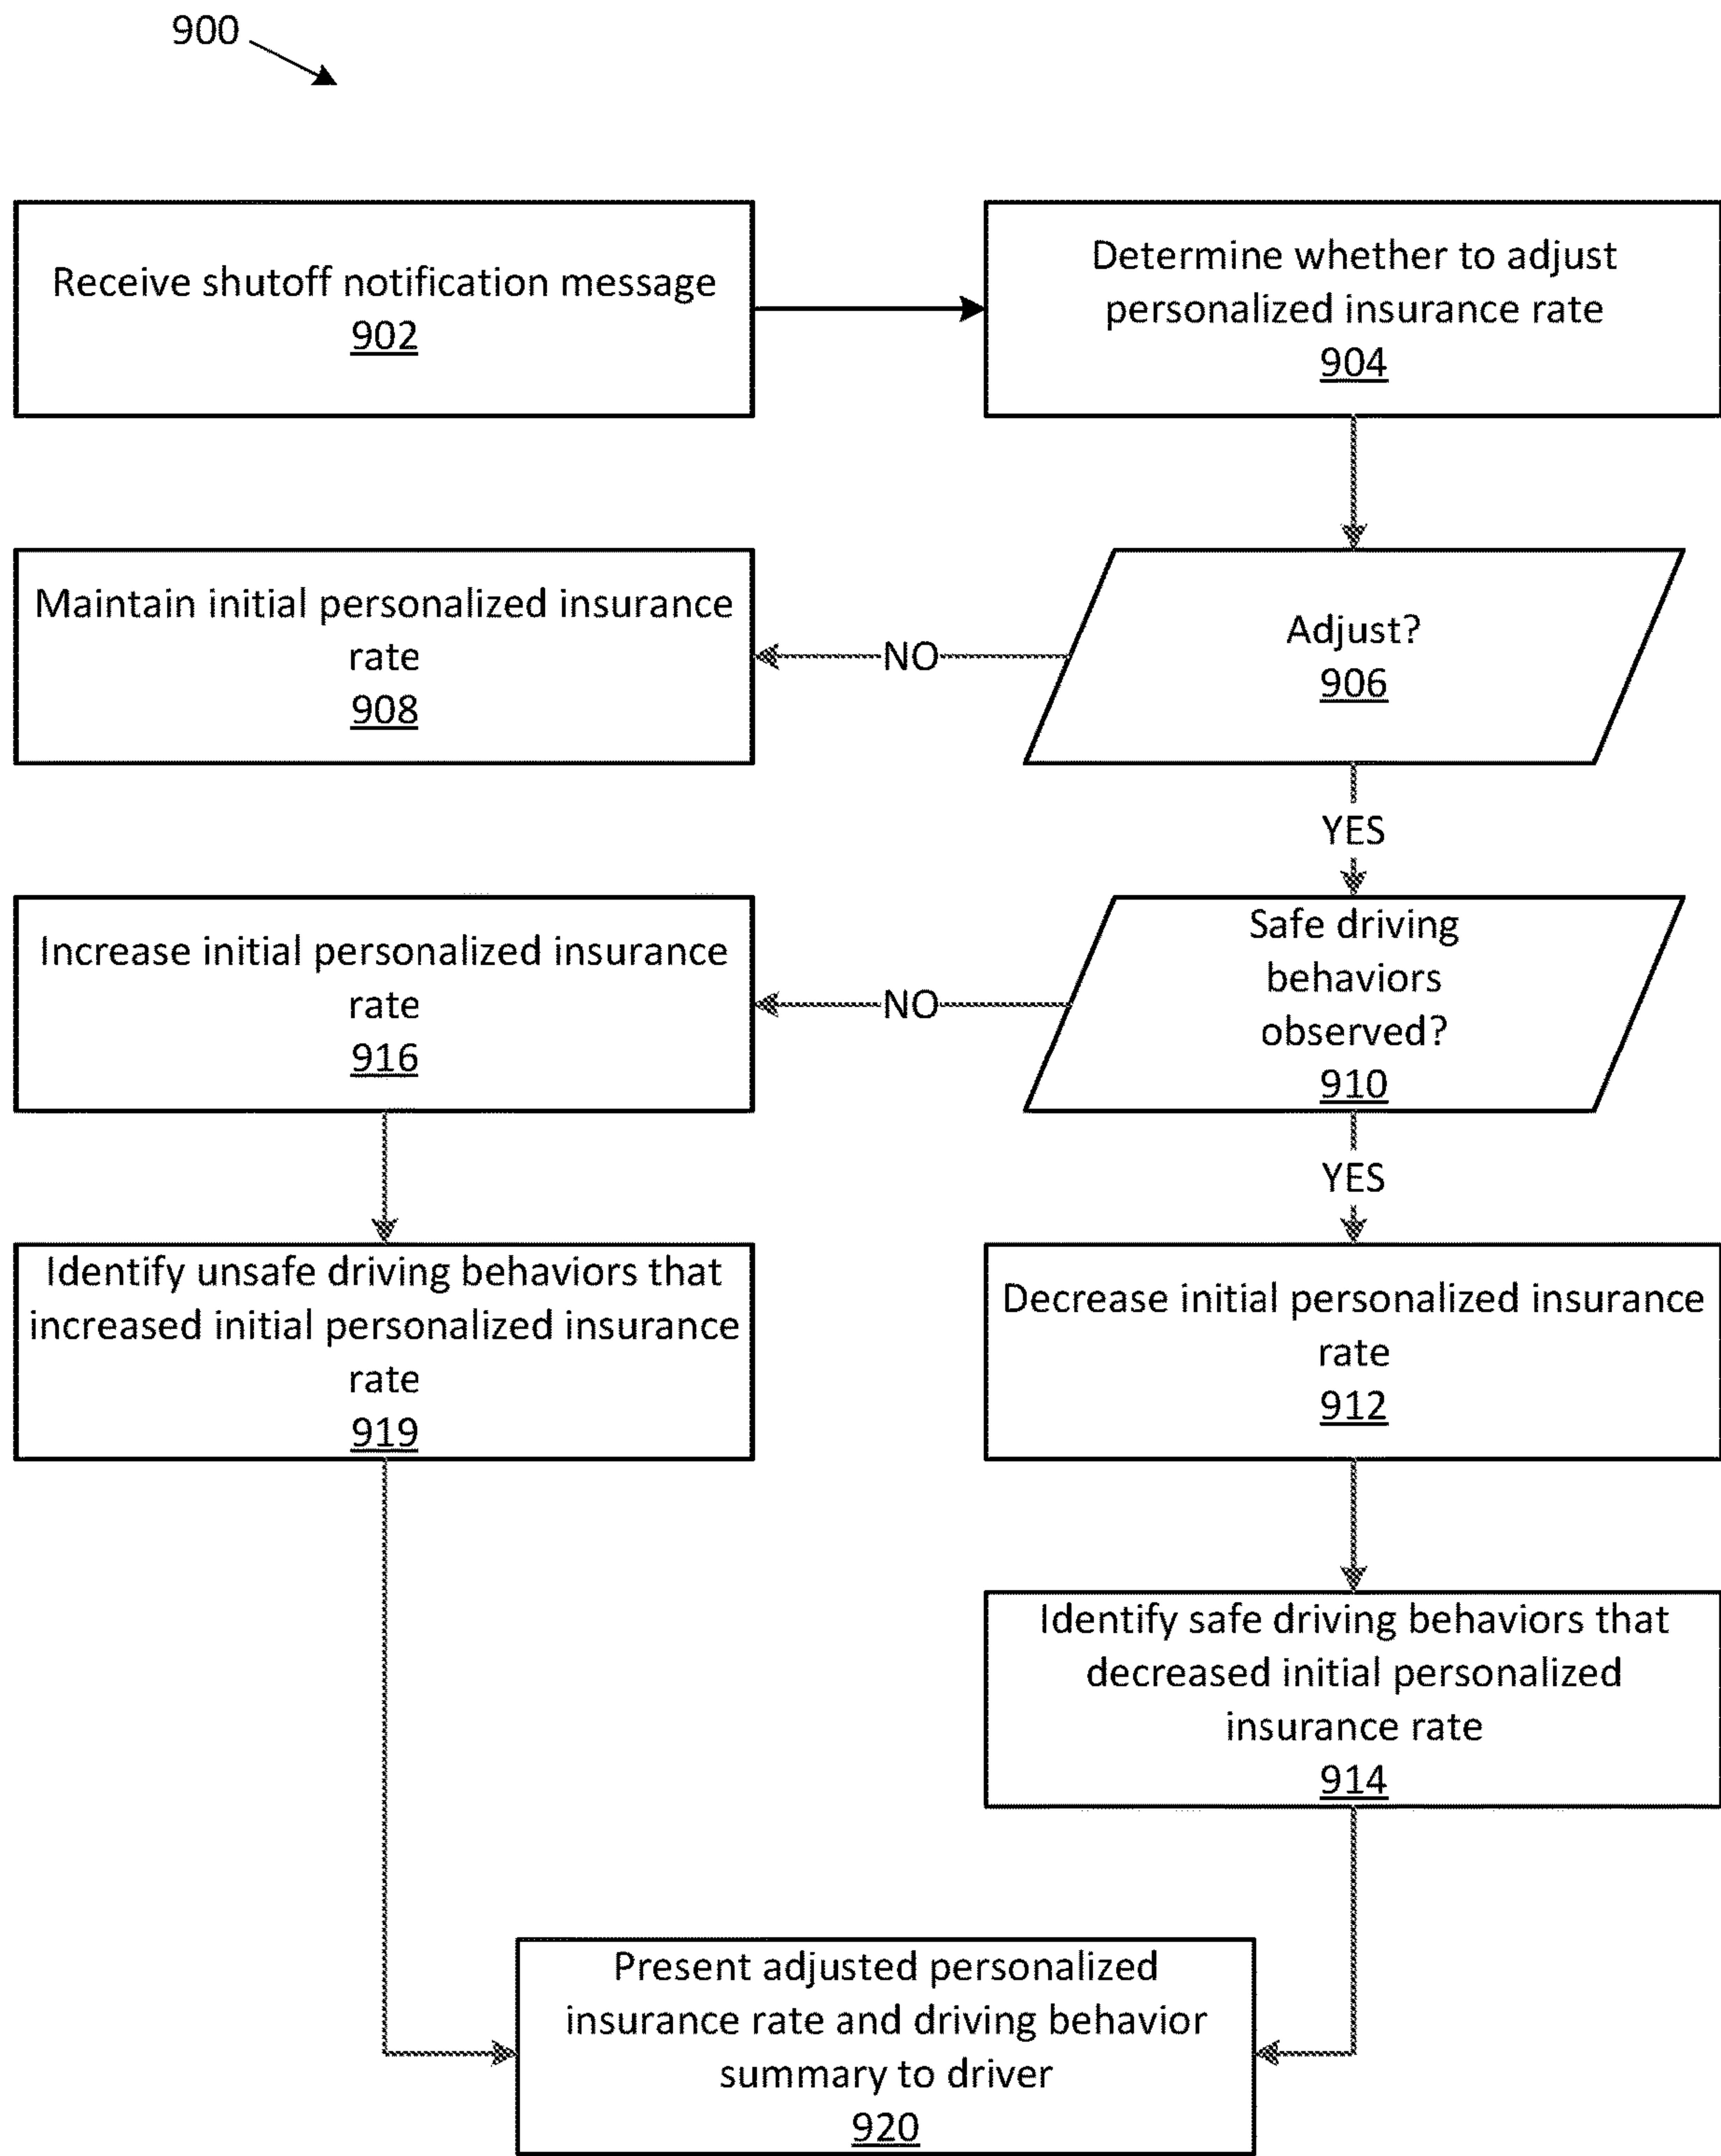 900
Receive shutoff notification message
902
Determine whether to adjust
personalized insurance rate
904
Maintain initial personalized insurance
rate
908
NO
Adjust?
906
YES
Increase initial personalized insurance
rate
916
NO
Safe driving
behaviors
observed?
910
YES
Identify unsafe driving behaviors that
increased initial personalized insurance
rate
919
Decrease initial personalized insurance
rate
912
Identify safe driving behaviors that
decreased initial personalized
insurance rate
914
Present adjusted personalized
insurance rate and driving behavior
summary to driver
920